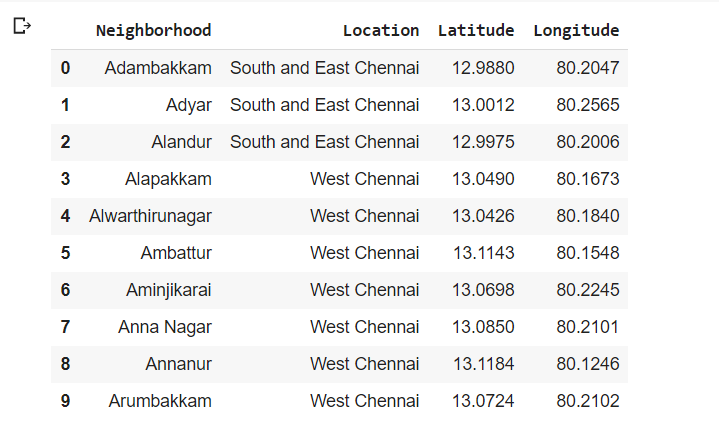 Neighborhood Location Latitude Longitude
0 Adambakkam South and East Chennai 12.9880 80.2047
1 Adyar South and East Chennai 13.0012 80.2565
2 Alandur South and East Chennai 12.9975 80.2006
3 Alapakkam West Chennai 13.0490 80.1673
4 Alwarthirunagar West Chennai 13.0426 80.1840
5 Ambattur West Chennai 13.1143 80.1548
6 Aminjikarai West Chennai 13.0698 80.2245
7 Anna Nagar West Chennai 13.0850 80.2101
8 Annanur West Chennai 13.1184 80.1246
9 Arumbakkam West Chennai 13.0724 80.2102